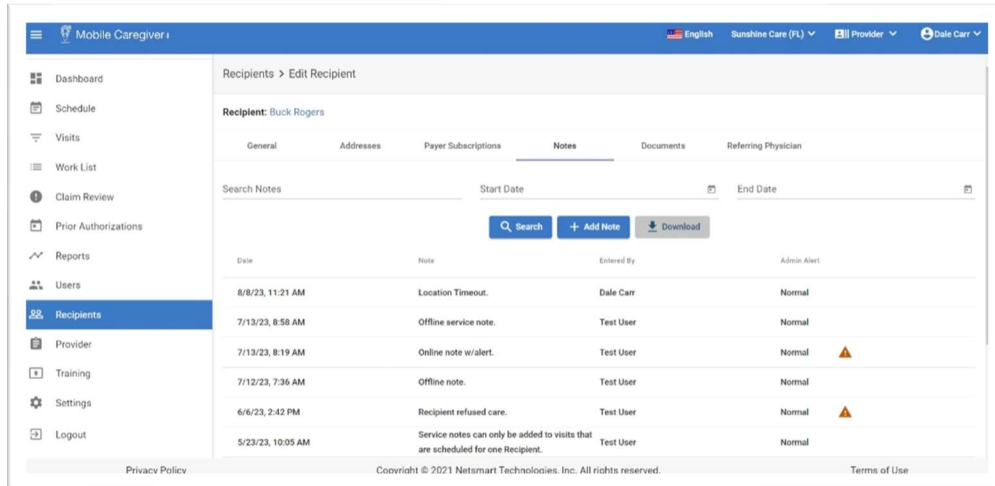 Mobile Caregiver+
English
Sunshine Care (FL)
Provider
Dale Carr
Dashboard
Schedule
Visits
Work List
Claim Review
Prior Authorizations
Reports
Users
Recipients
Provider
Training
Settings
Logout
Recipients > Edit Recipient
Recipient: Buck Rogers
General Addresses Payer Subscriptions Notes Documents Referring Physician
Search Notes Start Date End Date
Search + Add Note Download
Date Note Entered By Admin Alert
8/8/23, 11:21 AM Location Timeout. Dale Carr Normal
7/13/23, 8:58 AM Offline service note. Test User Normal
7/13/23, 8:19 AM Online note w/alert. Test User Normal
7/12/23, 7:36 AM Offline note. Test User Normal
6/6/23, 2:42 PM Recipient refused care. Test User Normal
5/23/23, 10:05 AM Service notes can only be added to visits that
are scheduled for one Recipient. Test User Normal
Privacy Policy Copyright © 2021 Netsmart Technologies, Inc. All rights reserved. Terms of Use